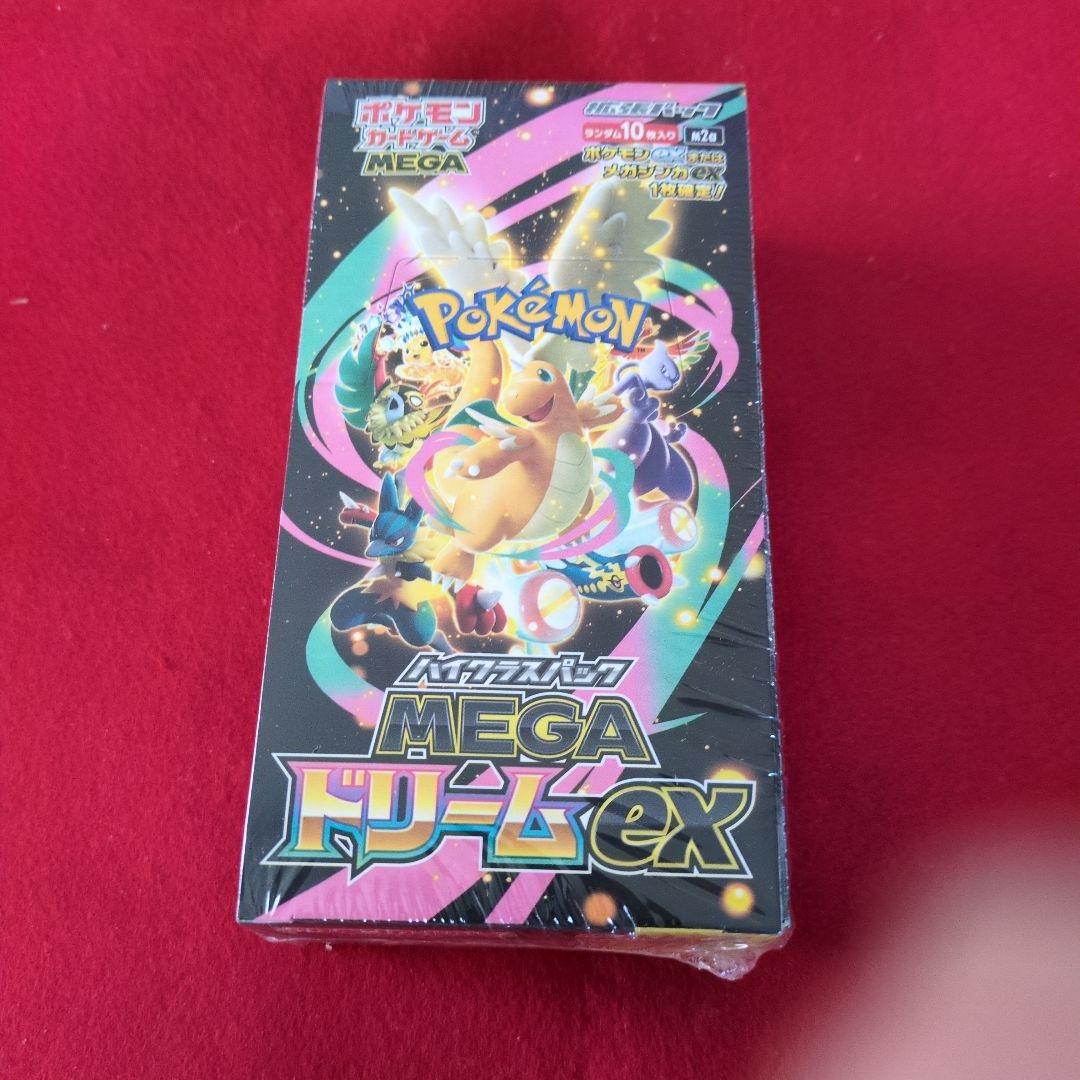 ポケモン
カードゲーム
MEGA
拡張パック
ランダム10枚入り
M2a
ポケモンexまたは
メガシンカex
1枚確定!
POKéMON
TM
ハイクラスパック
MEGA
ドリームex